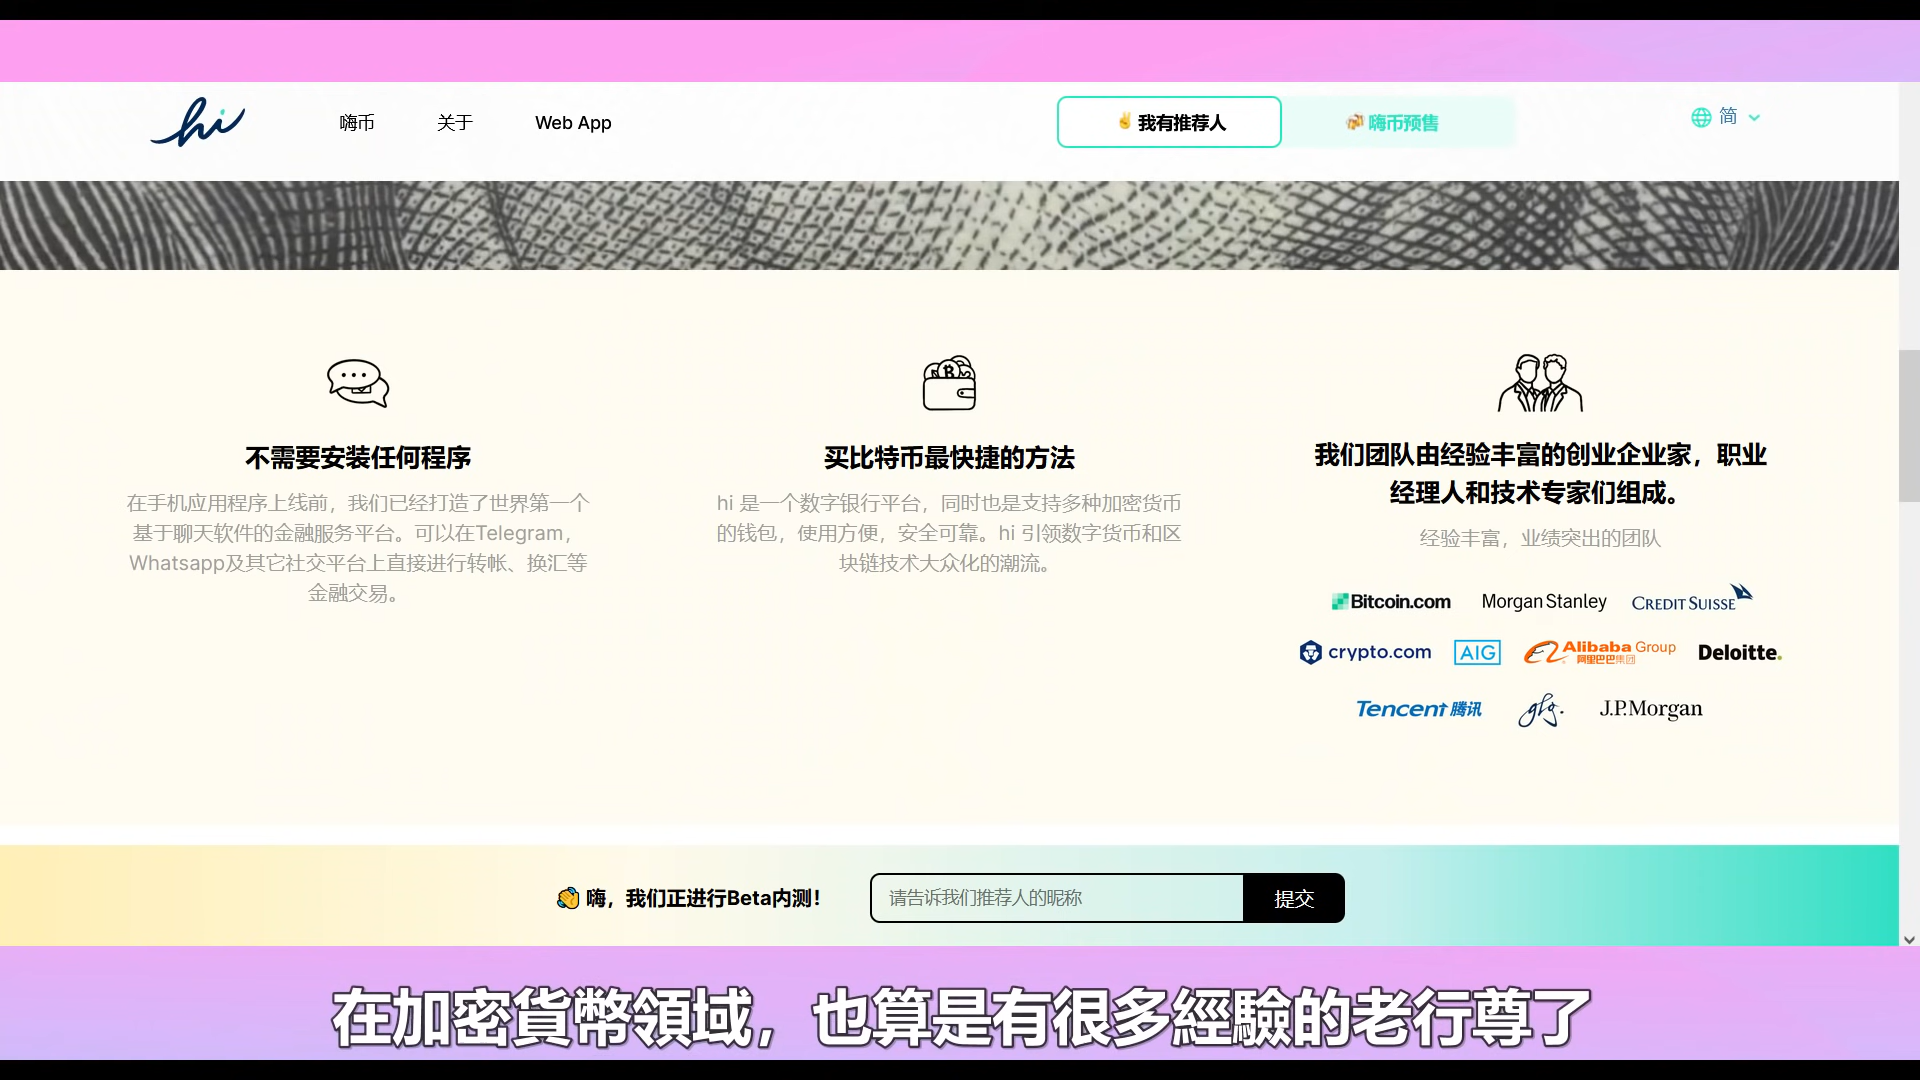 hi
嗨币
关于
Web App
✌ 我有推荐人
嗨币预售
简
不需要安装任何程序
在手机应用程序上线前，我们已经打造了世界第一个
基于聊天软件的金融服务平台。可以在Telegram，
Whatsapp及其它社交平台上直接进行转帐、换汇等
金融交易。
买比特币最快捷的方法
hi 是一个数字银行平台，同时也是支持多种加密货币
的钱包，使用方便，安全可靠。hi 引领数字货币和区
块链技术大众化的潮流。
我们团队由经验丰富的创业企业家，职业
经理人和技术专家们组成。
经验丰富，业绩突出的团队
Bitcoin.com
Morgan Stanley
CREDIT SUISSE
crypto.com
AIG
Alibaba Group
阿里巴巴集团
Deloitte.
Tencent 腾讯
gfg.
J.P.Morgan
👋 嗨，我们正进行Beta内测！
请告诉我们推荐人的昵称
提交
在加密貨幣領域，也算是有很多經驗的老行尊了